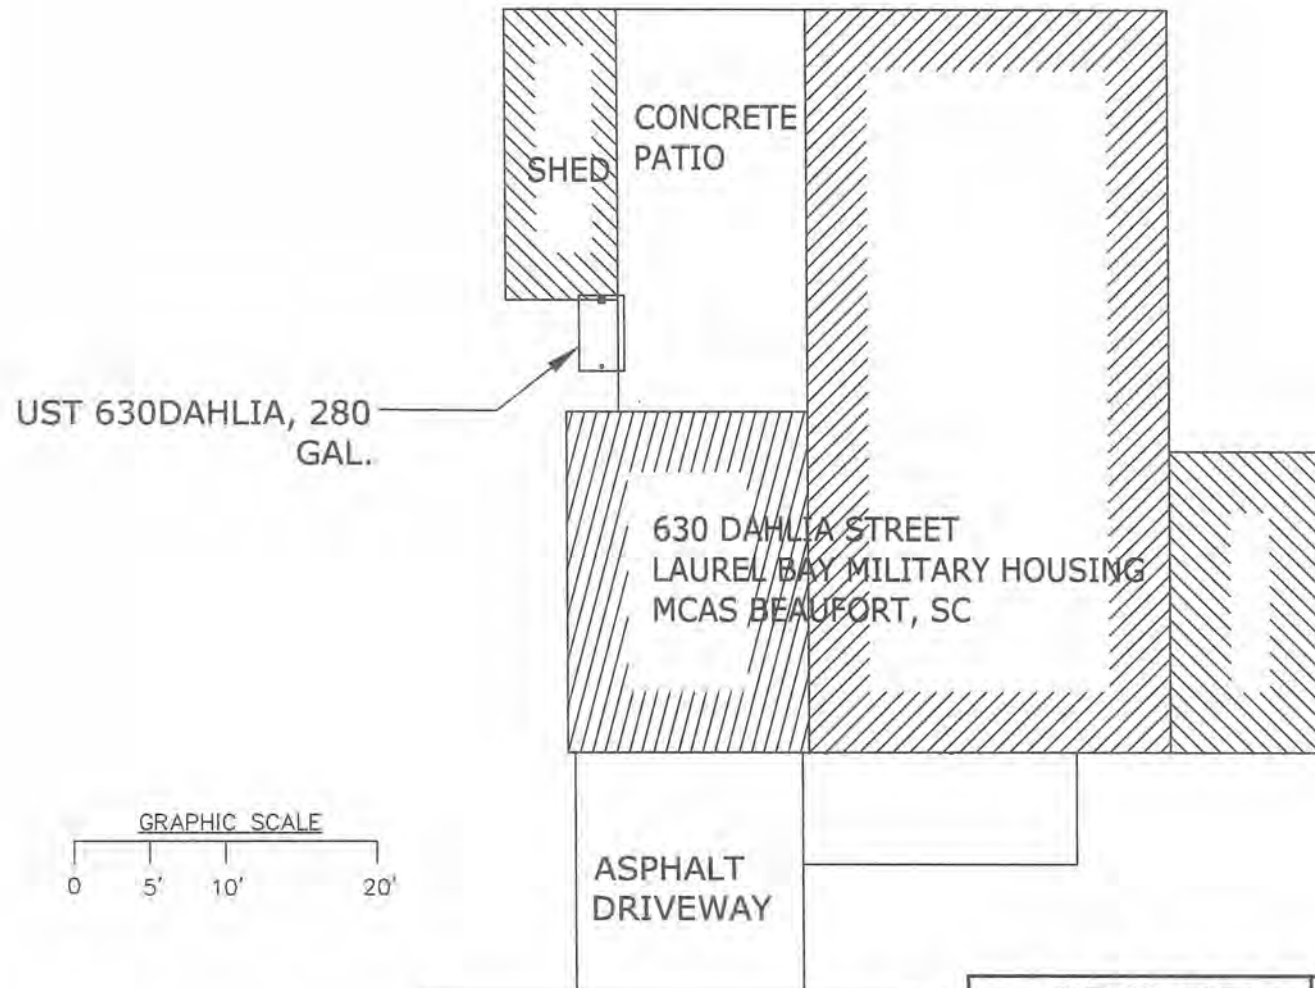 CONCRETE
PATIO
SHED
UST 630DAHLIA, 280
GAL.
630 DAHLIA STREET
LAUREL BAY MILITARY HOUSING
MCAS BEAUFORT, SC
GRAPHIC SCALE
0 5' 10' 20'
ASPHALT
DRIVEWAY